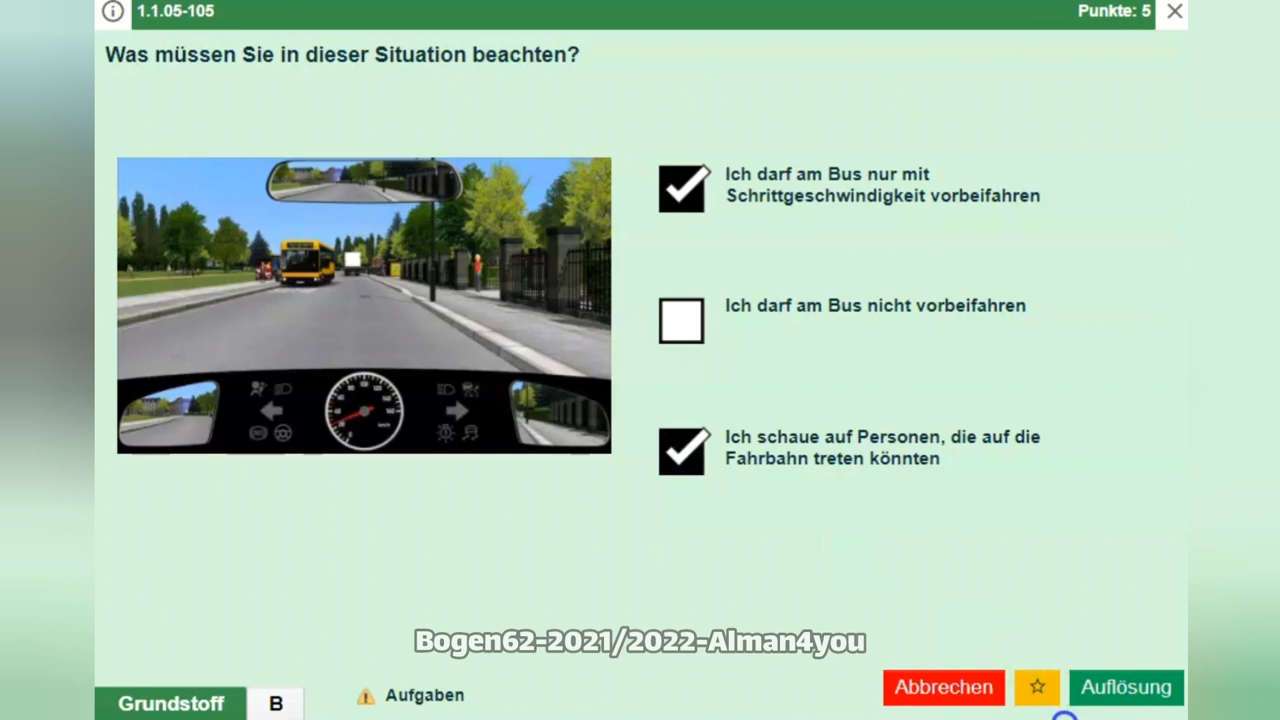 1.1.05-105
Punkte: 5
Was müssen Sie in dieser Situation beachten?
Ich darf am Bus nur mit
Schrittgeschwindigkeit vorbeifahren
Ich darf am Bus nicht vorbeifahren
Ich schaue auf Personen, die auf die
Fahrbahn treten könnten
Bogen62-2021/2022-Alman4you
Grundstoff
B
Aufgaben
Abbrechen
Auflösung